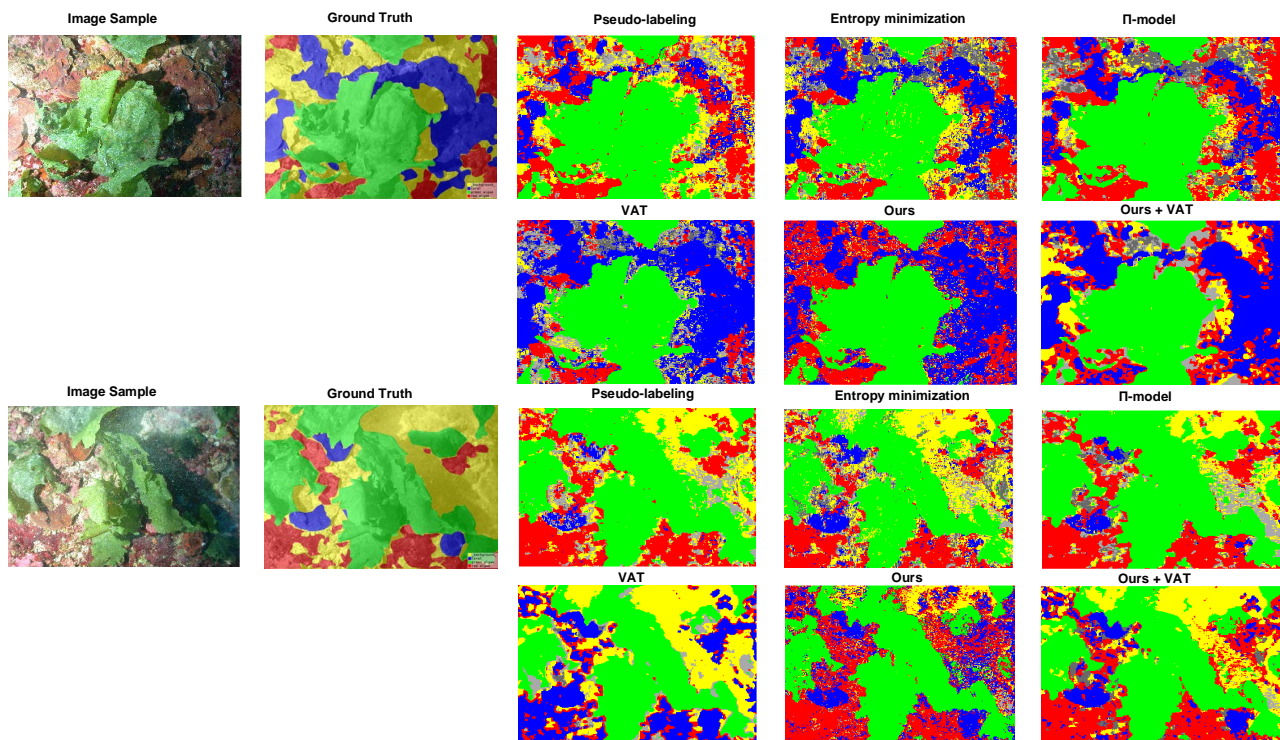 Image Sample
Ground Truth
Pseudo-labeling
Entropy minimization
Π-model
VAT
Ours
Ours + VAT
Image Sample
Ground Truth
Pseudo-labeling
Entropy minimization
Π-model
VAT
Ours
Ours + VAT